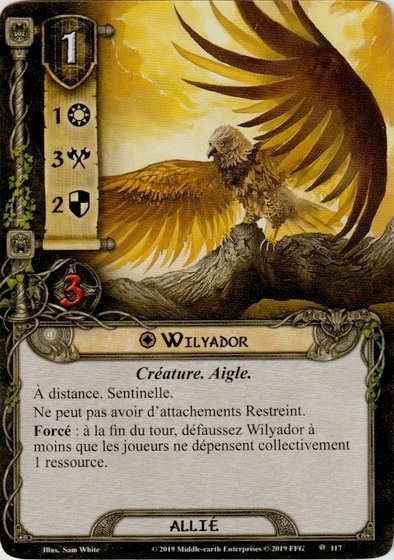 1
1
3
2
3
Wilyador
Créature. Aigle.
À distance. Sentinelle.
Ne peut pas avoir d'attachements Restreint.
Forcé : à la fin du tour, défaussez Wilyador à
moins que les joueurs ne dépensent collectivement
1 ressource.
ALLIÉ
Illus. Sam White © 2019 Middle-earth Enterprises © 2019 FFG 117